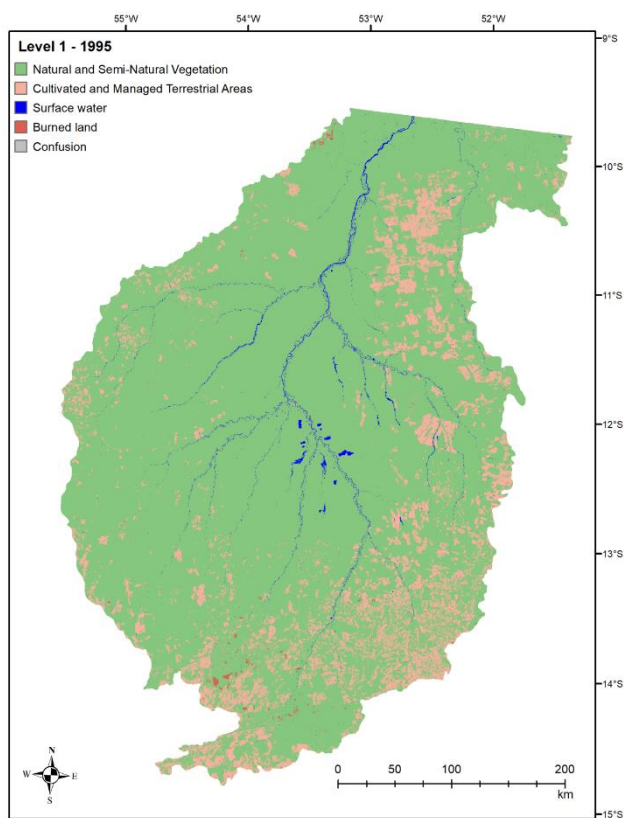 55°W 54°W 53°W 52°W
Level 1 - 1995
Natural and Semi-Natural Vegetation
Cultivated and Managed Terrestrial Areas
Surface water
Burned land
Confusion
9°S
10°S
11°S
12°S
13°S
14°S
15°S
N
W E
S
0 50 100 200
km